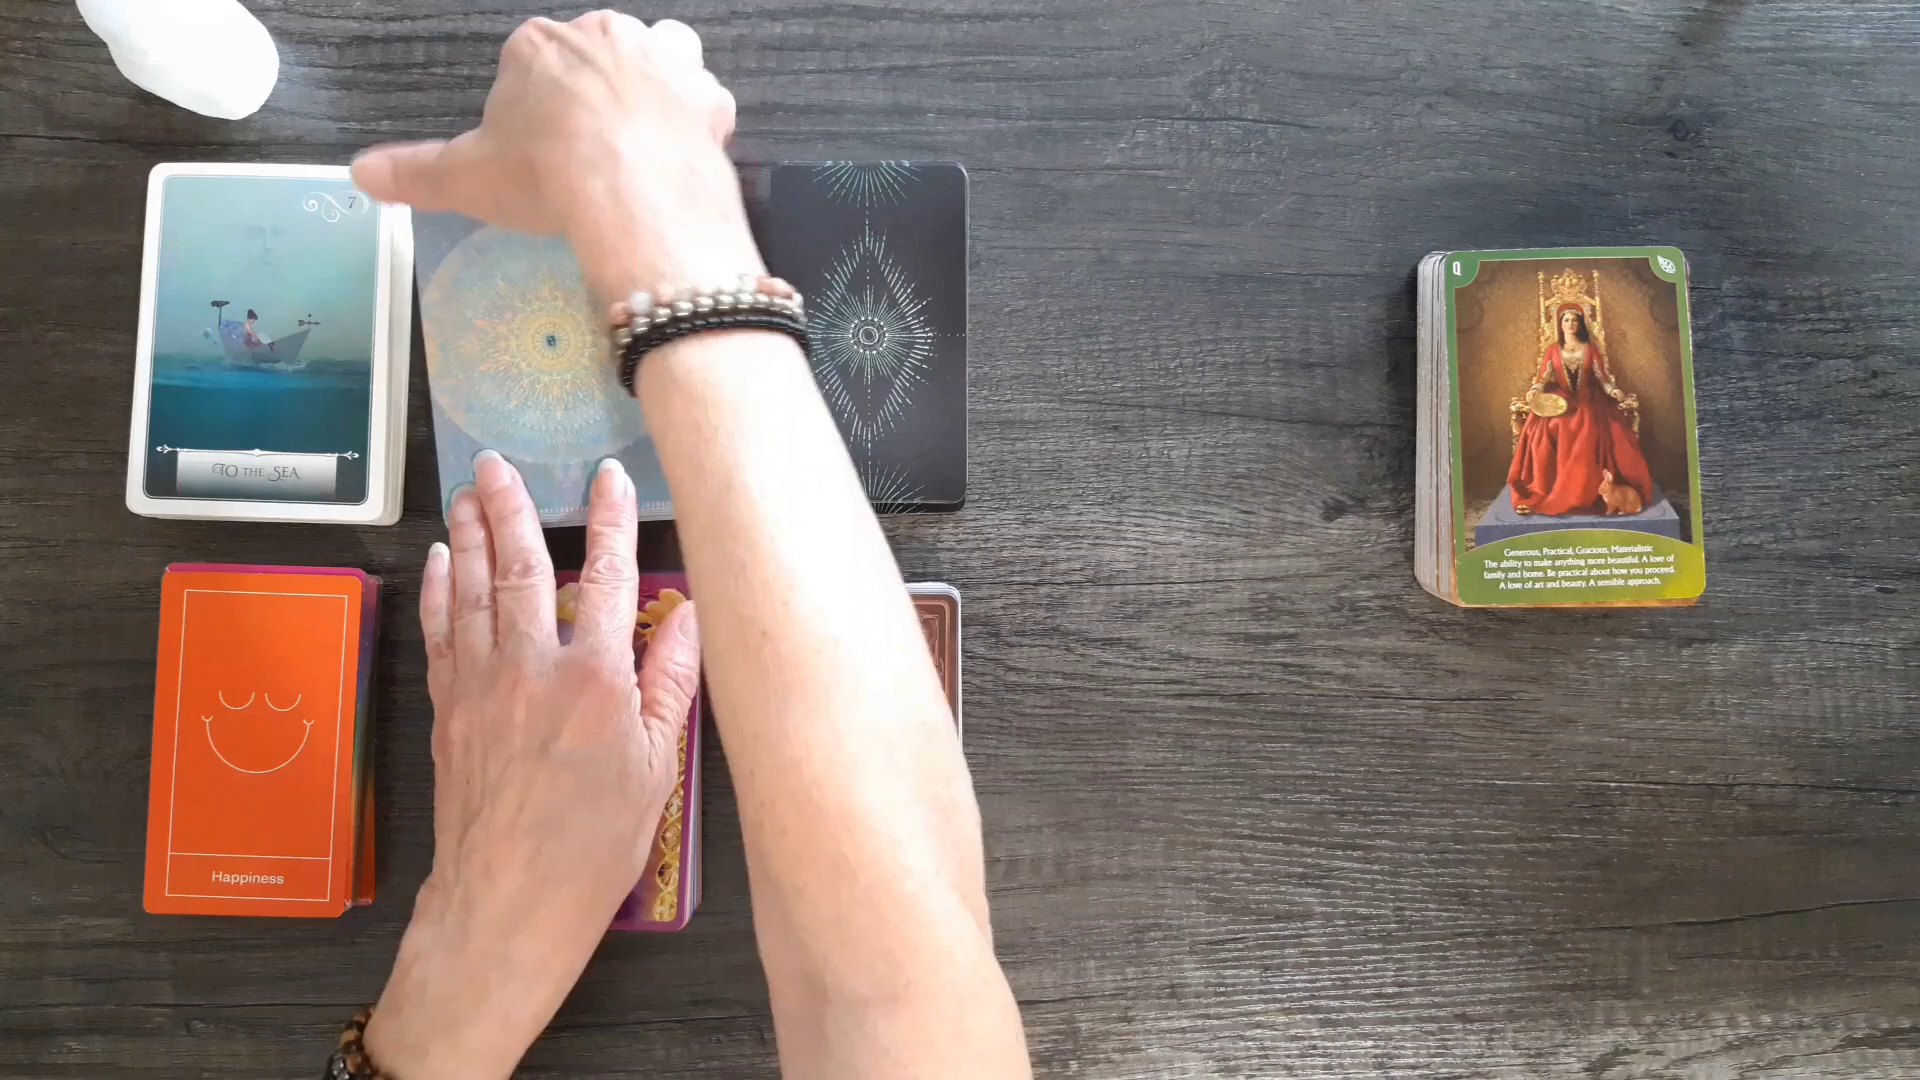 7
TO THE SEA
Happiness
Q
Generous, Practical, Gracious, Materialistic
The ability to make anything more beautiful. A love of
family and home. Be practical about how you proceed.
A love of art and beauty. A sensible approach.